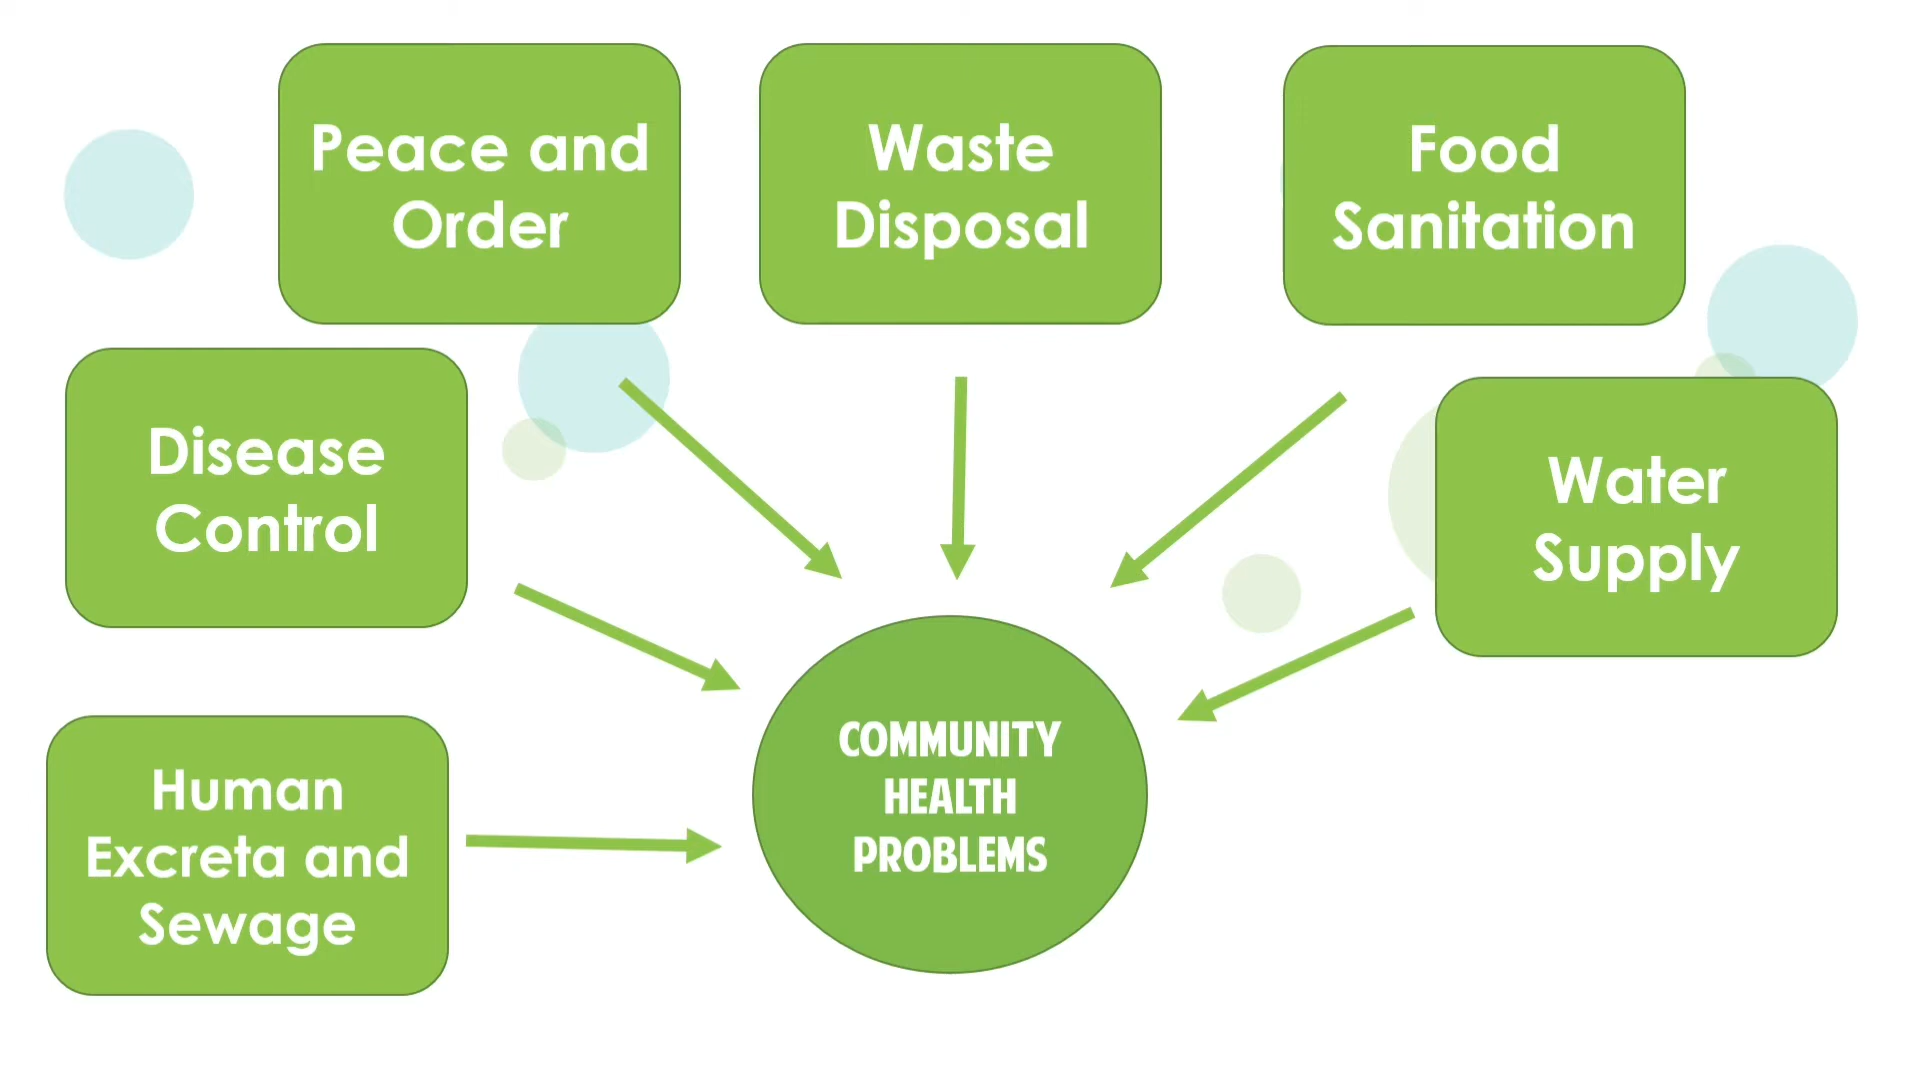 Peace and
Order
Waste
Disposal
Food
Sanitation
Disease
Control
Water
Supply
Human
Excreta and
Sewage
COMMUNITY
HEALTH
PROBLEMS